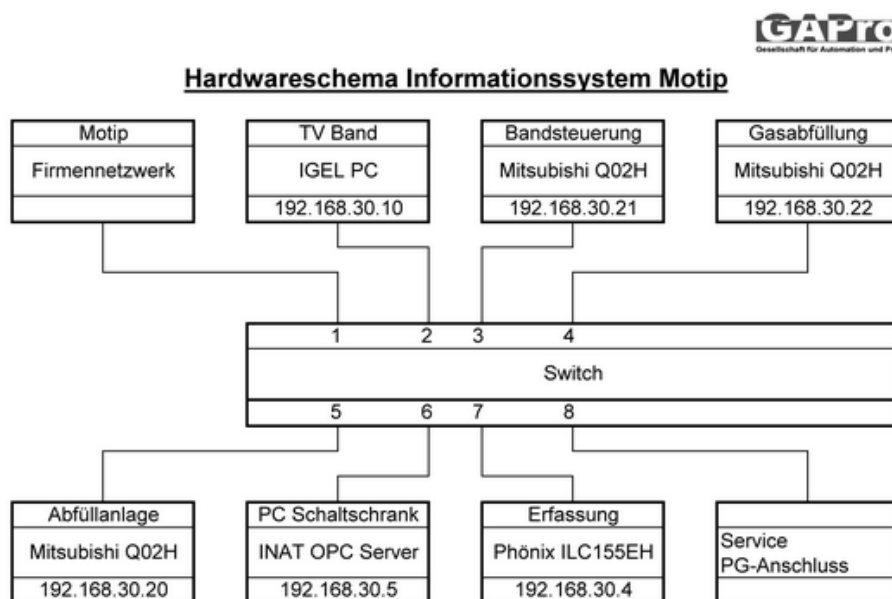 GAPro
Gesellschaft für Automation und
Hardwareschema Informationssystem Motip
Motip
Firmennetzwerk
TV Band
IGEL PC
192.168.30.10
Bandsteuerung
Mitsubishi Q02H
192.168.30.21
Gasabfüllung
Mitsubishi Q02H
192.168.30.22
1 2 3 4
Switch
5 6 7 8
Abfüllanlage
Mitsubishi Q02H
192.168.30.20
PC Schaltschrank
INAT OPC Server
192.168.30.5
Erfassung
Phönix ILC155EH
192.168.30.4
Service
PG-Anschluss